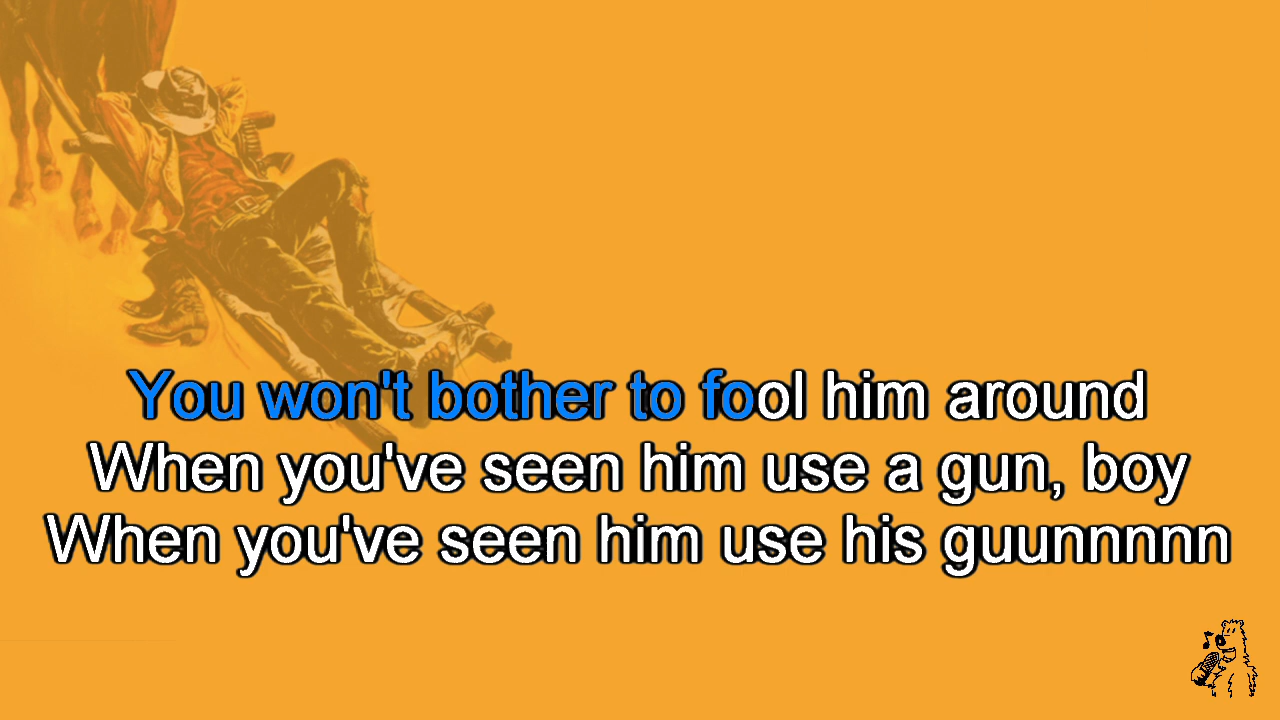 You won't bother to fool him around
When you've seen him use a gun, boy
When you've seen him use his guunnnnn